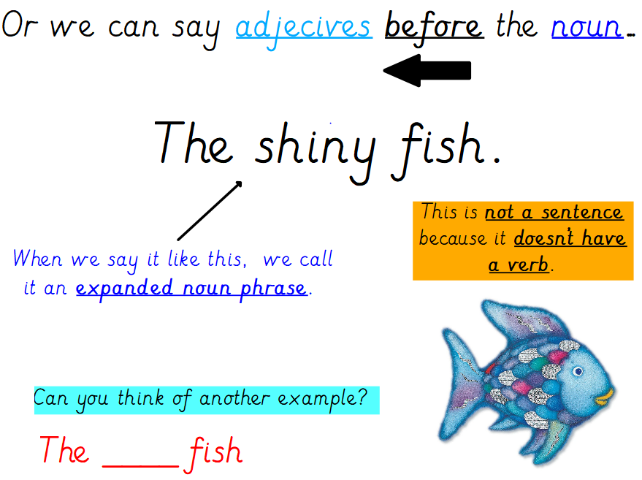 Or we can say adjecives before the noun...
The shiny fish.
This is not a sentence
because it doesn't have
a verb.
When we say it like this, we call
it an expanded noun phrase.
Can you think of another example?
The _____ fish